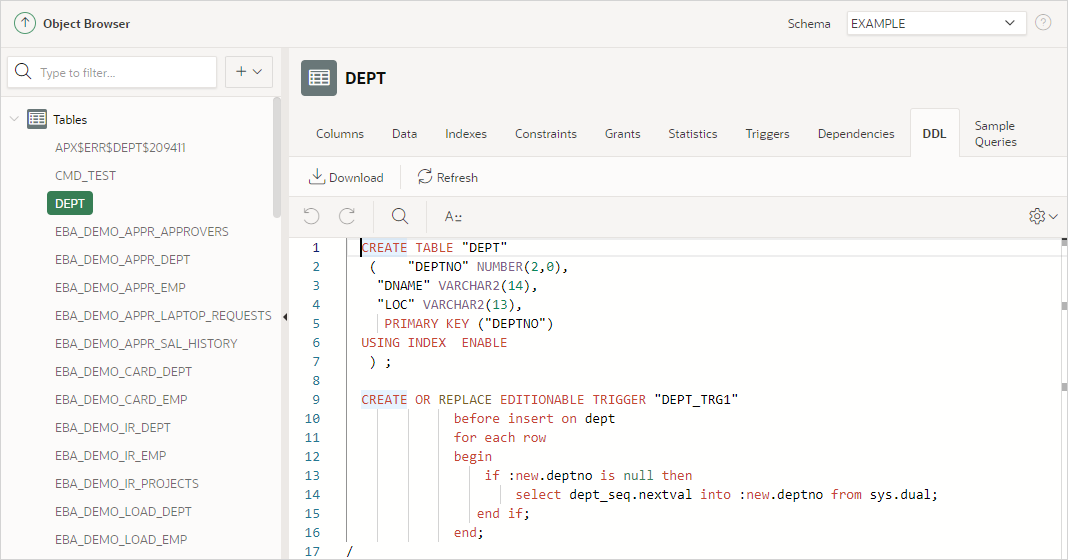 Object Browser
Schema
EXAMPLE
Type to filter...
Tables
APX$ERR$DEPT$209411
CMD_TEST
DEPT
EBA_DEMO_APPR_APPROVERS
EBA_DEMO_APPR_DEPT
EBA_DEMO_APPR_EMP
EBA_DEMO_APPR_LAPTOP_REQUESTS
EBA_DEMO_APPR_SAL_HISTORY
EBA_DEMO_CARD_DEPT
EBA_DEMO_CARD_EMP
EBA_DEMO_IR_DEPT
EBA_DEMO_IR_EMP
EBA_DEMO_IR_PROJECTS
EBA_DEMO_LOAD_DEPT
EBA_DEMO_LOAD_EMP
DEPT
Columns Data Indexes Constraints Grants Statistics Triggers Dependencies DDL Sample Queries
Download Refresh
A::
1 CREATE TABLE "DEPT"
2 ( "DEPTNO" NUMBER(2,0),
3 "DNAME" VARCHAR2(14),
4 "LOC" VARCHAR2(13),
5 PRIMARY KEY ("DEPTNO")
6 USING INDEX ENABLE
7 ) ;
8
9 CREATE OR REPLACE EDITIONABLE TRIGGER "DEPT_TRG1"
10 before insert on dept
11 for each row
12 begin
13 if :new.deptno is null then
14 select dept_seq.nextval into :new.deptno from sys.dual;
15 end if;
16 end;
17 /